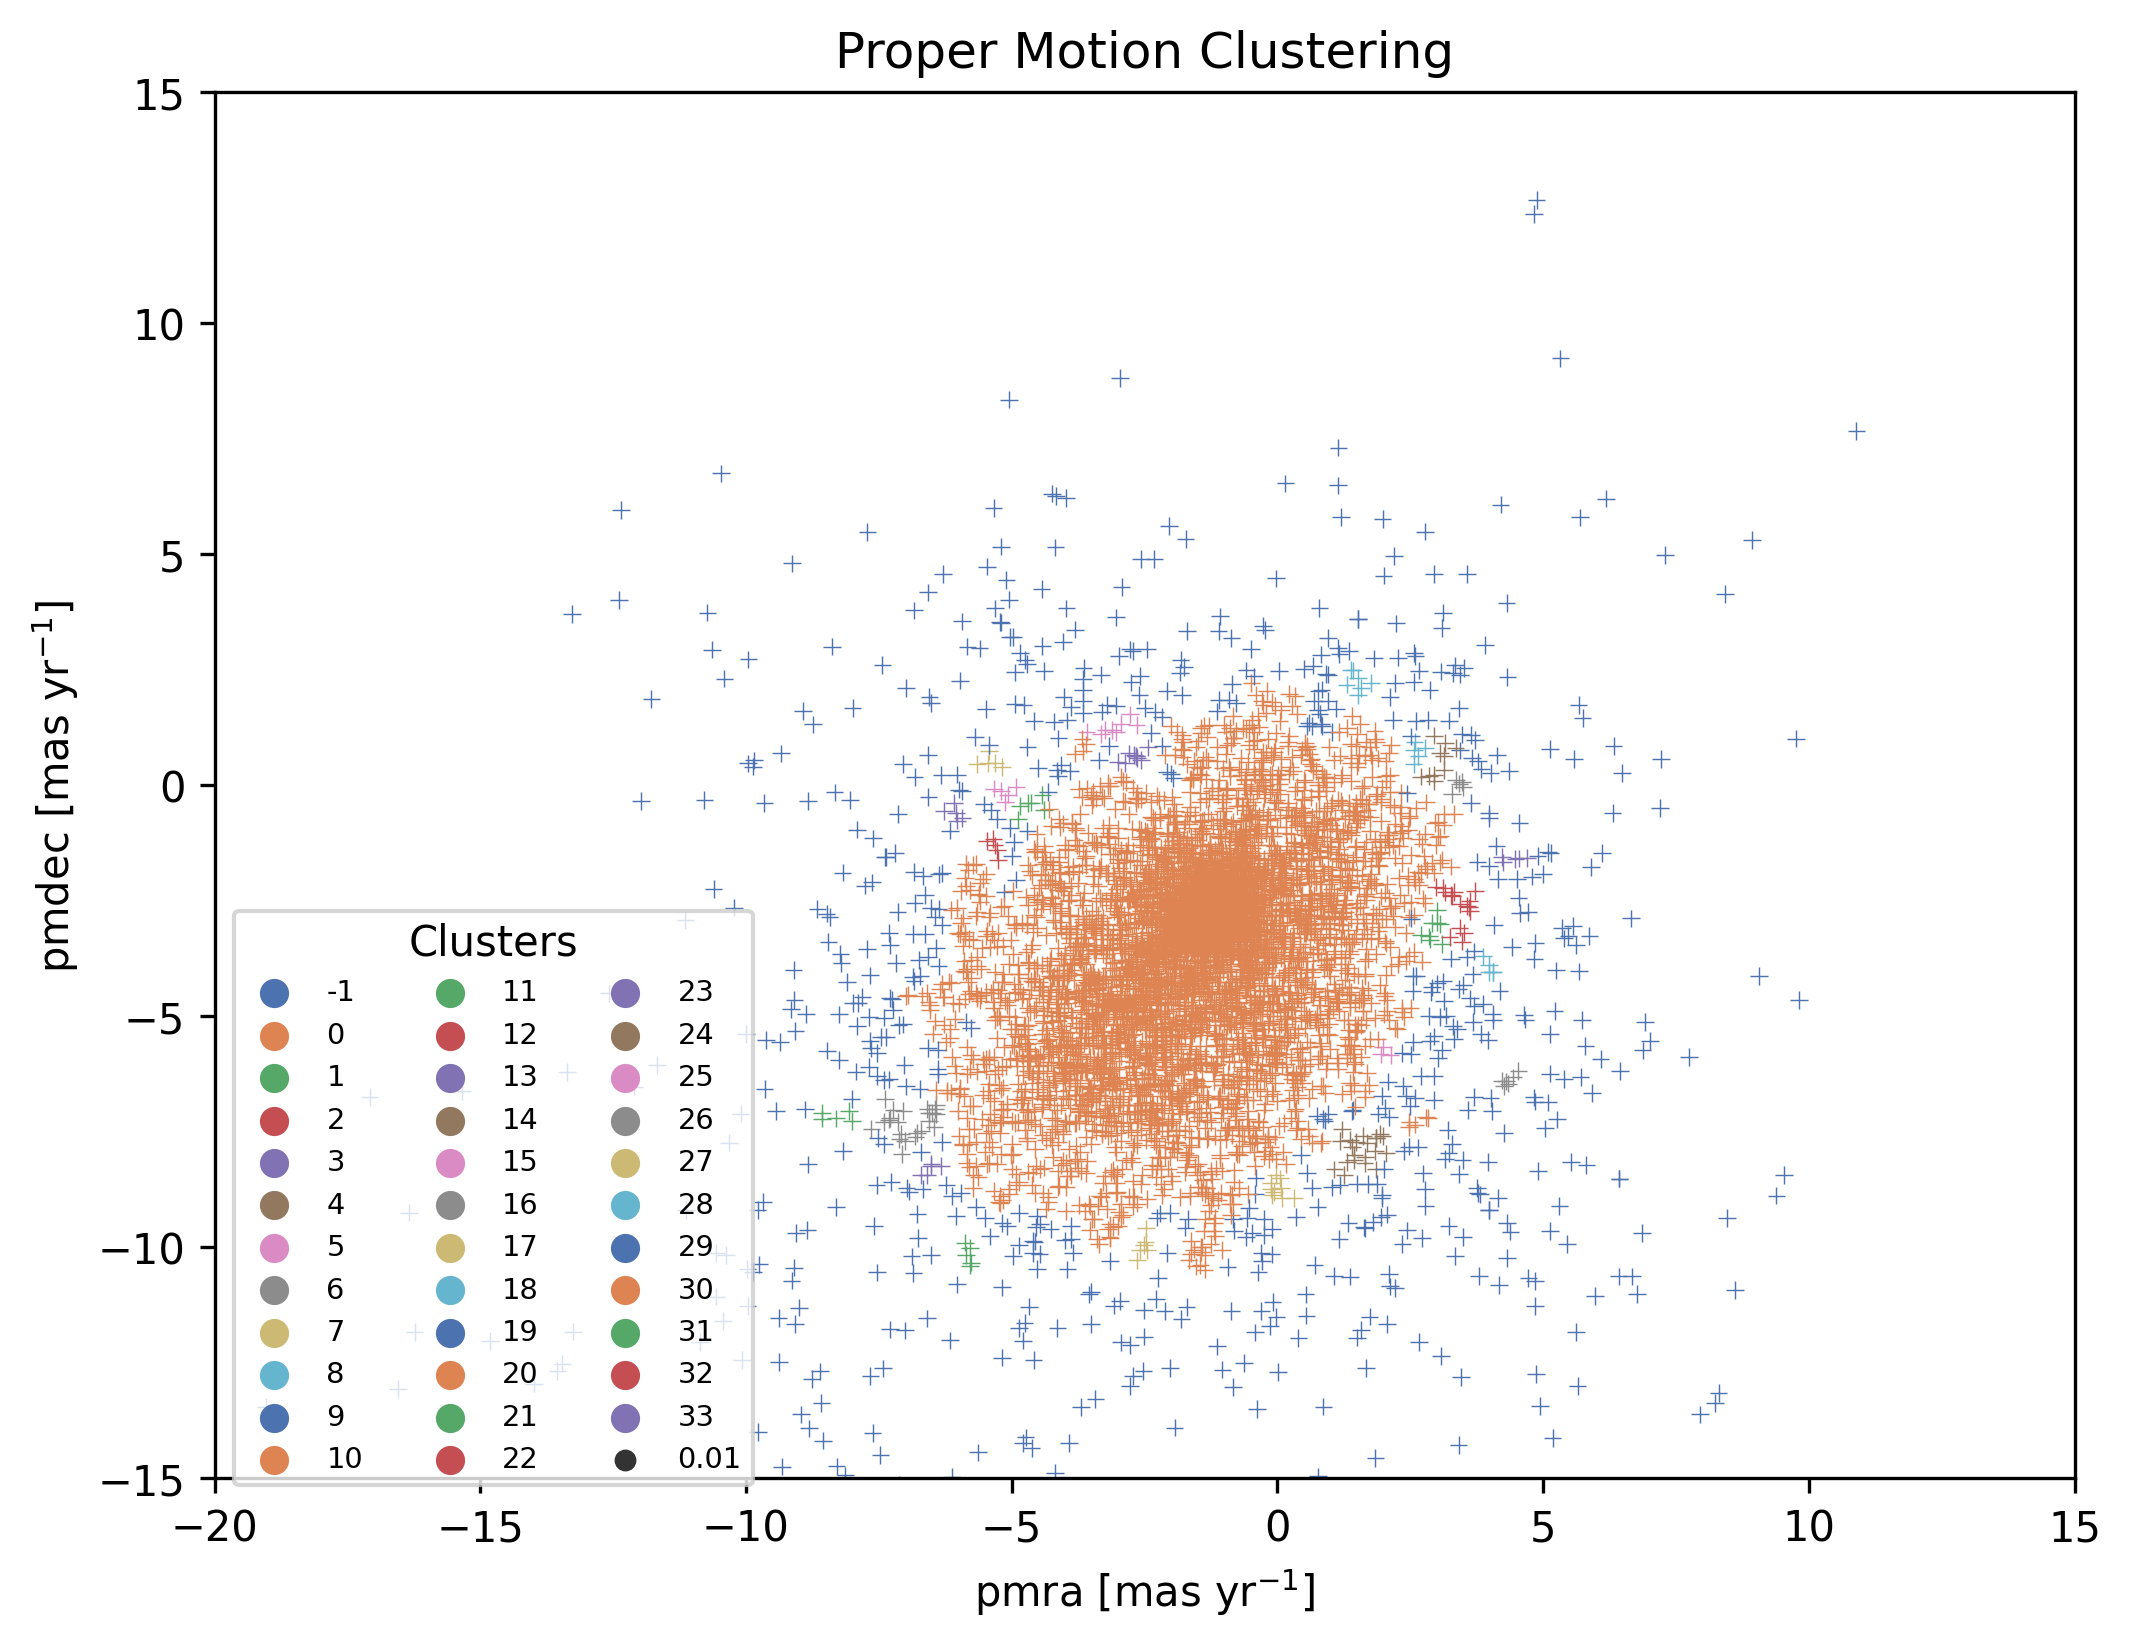 Proper Motion Clustering
15
10
5
0
−5
−10
−15
pmdec [mas yr⁻¹]
Clusters
-1 11 23
0 12 24
1 13 25
2 14 26
3 15 27
4 16 28
5 17 29
6 18 30
7 19 31
8 20 32
9 21 33
10 22 0.01
−20 −15 −10 −5 0 5 10 15
pmra [mas yr⁻¹]